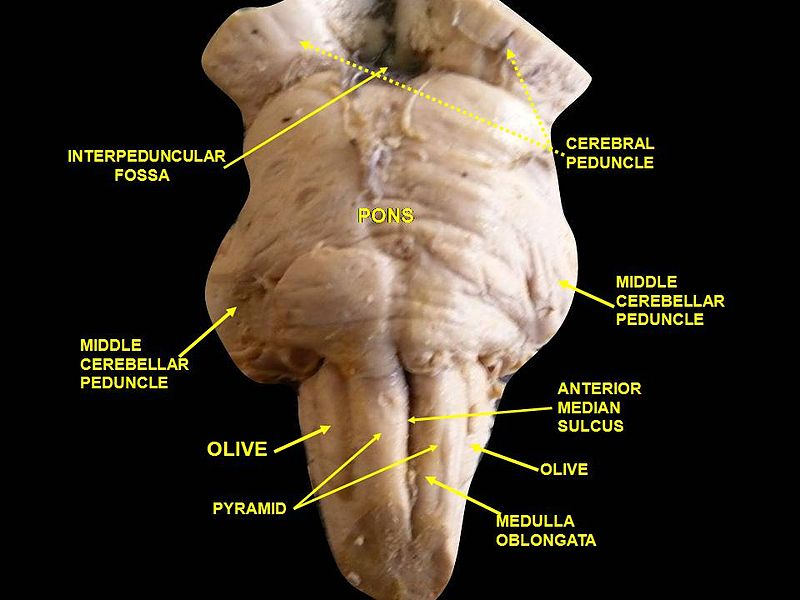 INTERPEDUNCULAR
FOSSA
CEREBRAL
PEDUNCLE
PONS
MIDDLE
CEREBELLAR
PEDUNCLE
MIDDLE
CEREBELLAR
PEDUNCLE
ANTERIOR
MEDIAN
SULCUS
OLIVE
OLIVE
PYRAMID
MEDULLA
OBLONGATA